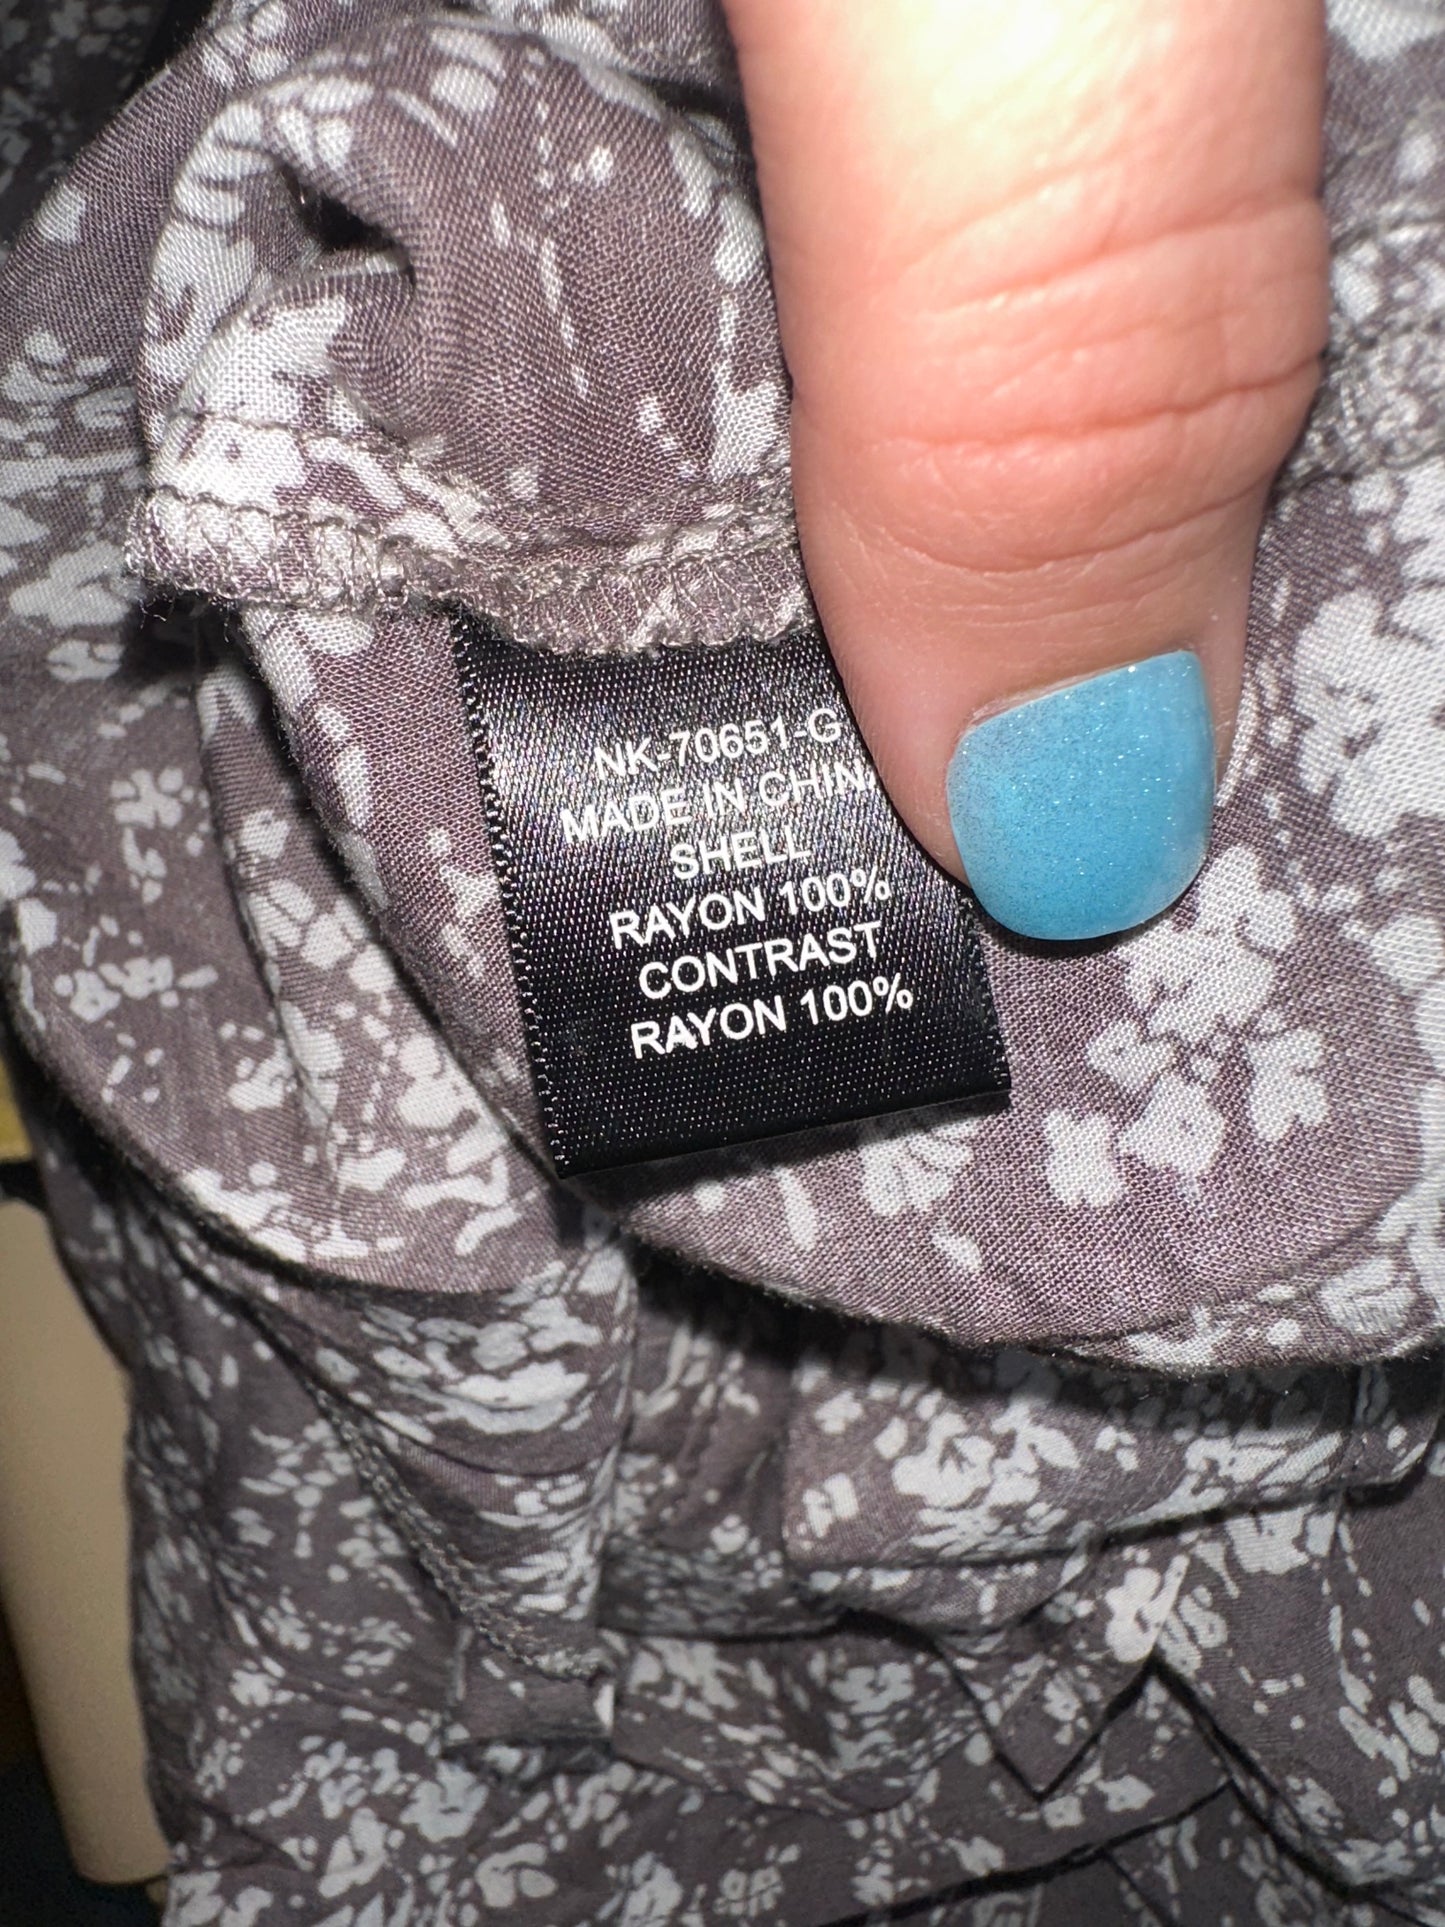 NK-70651-G
MADE IN CHIN
SHELL
RAYON 100%
CONTRAST
RAYON 100%